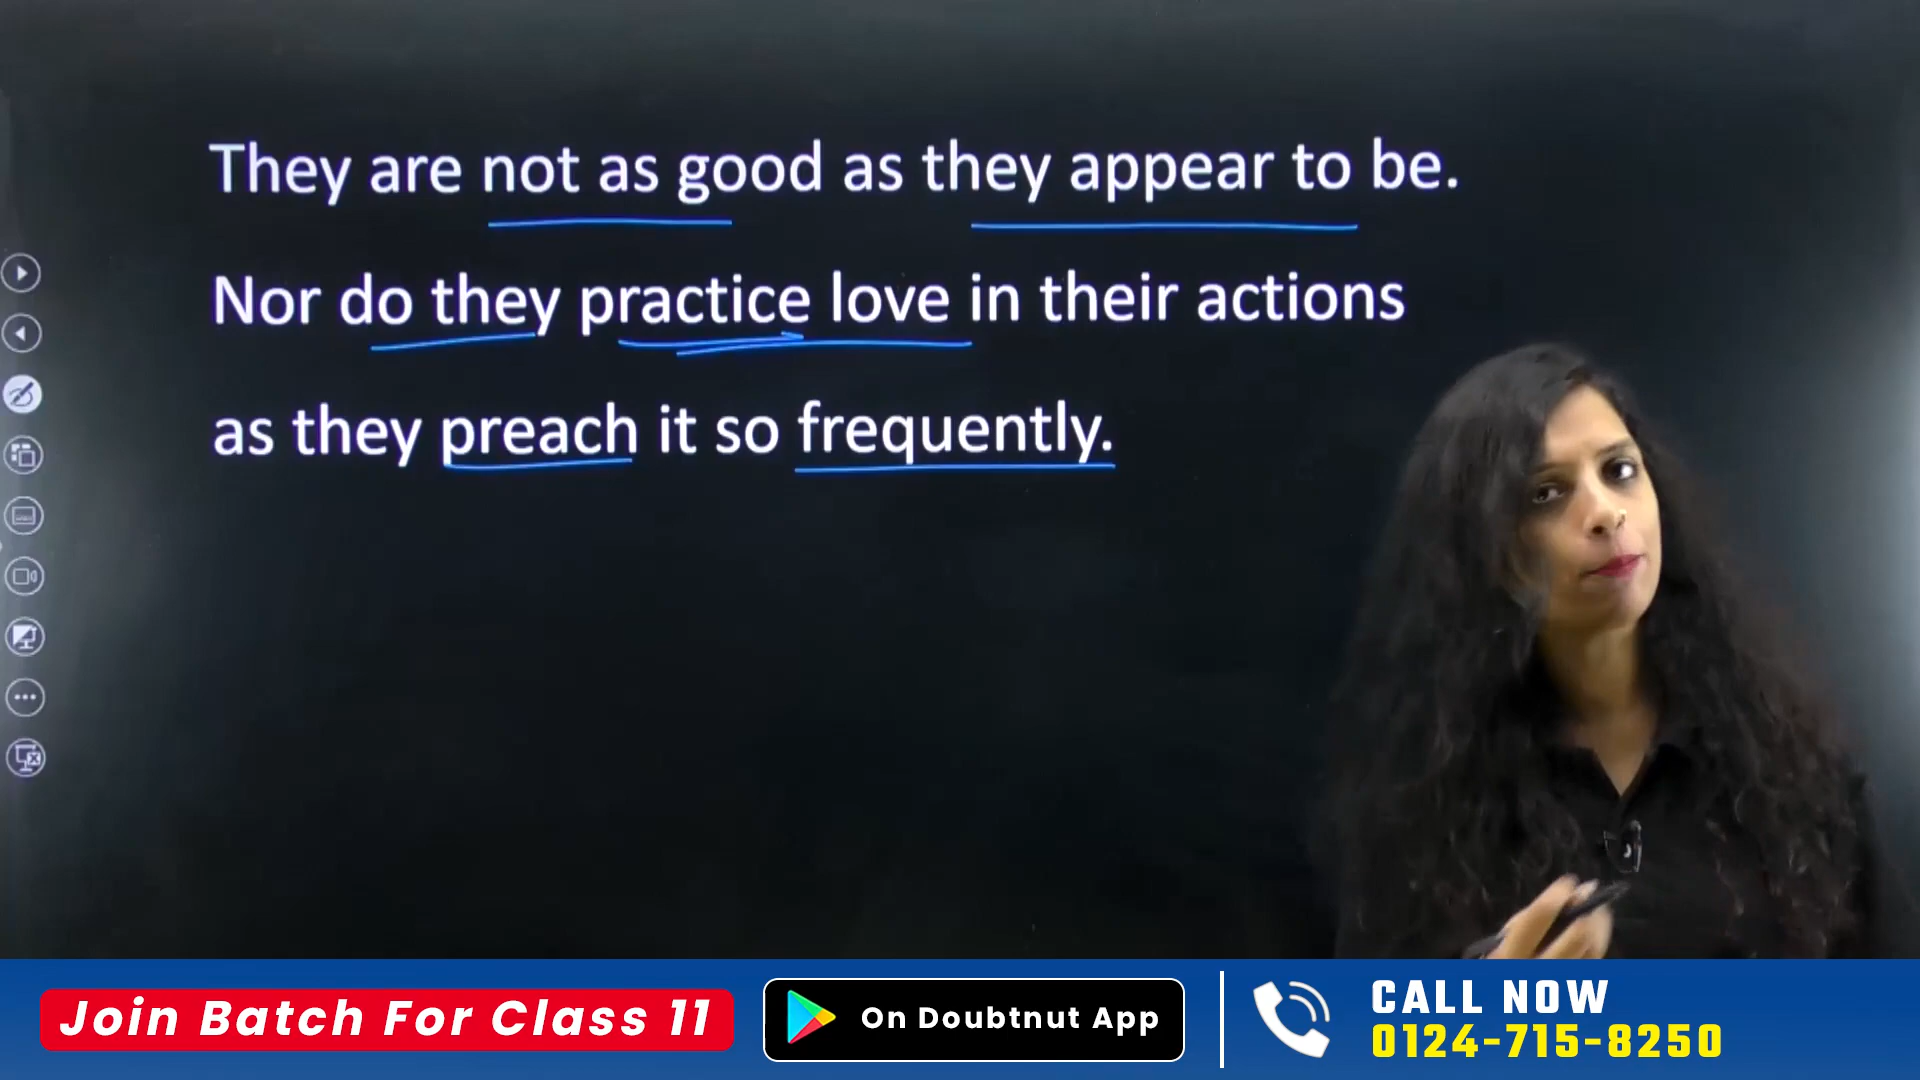 They are not as good as they appear to be.
Nor do they practice love in their actions
as they preach it so frequently.
Join Batch For Class 11
On Doubtnut App
CALL NOW
0124-715-8250